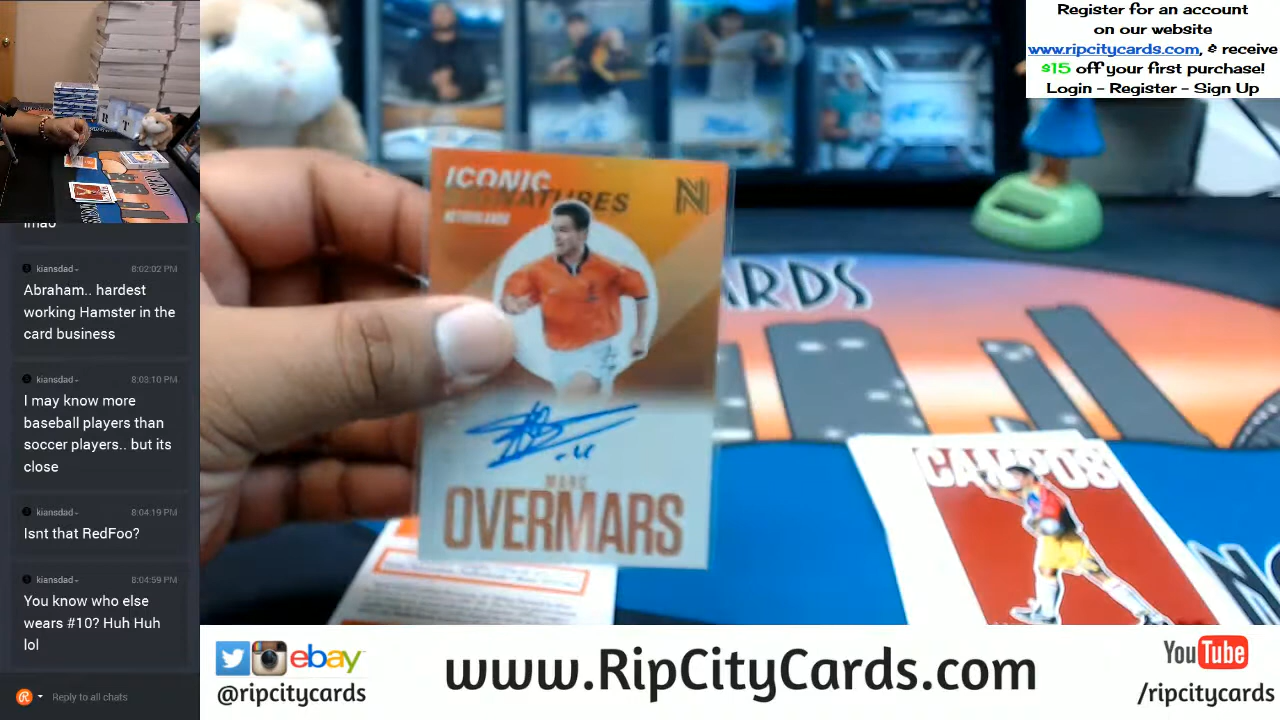 Register for an account
on our website
www.ripcitycards.com, & receive
$15 off your first purchase!
Login - Register - Sign Up
lmao
kiansdad
8:02:02 PM
Abraham.. hardest
working Hamster in the
card business
kiansdad
8:03:10 PM
I may know more
baseball players than
soccer players.. but its
close
kiansdad
8:04:19 PM
Isnt that RedFoo?
kiansdad
8:04:59 PM
You know who else
wears #10? Huh Huh
lol
Reply to all chats
ICONIC
SIGNATURES
NETHERLANDS
MARC
OVERMARS
ARDS
CAMPOS
ebay
@ripcitycards
www.RipCityCards.com
YouTube
/ripcitycards